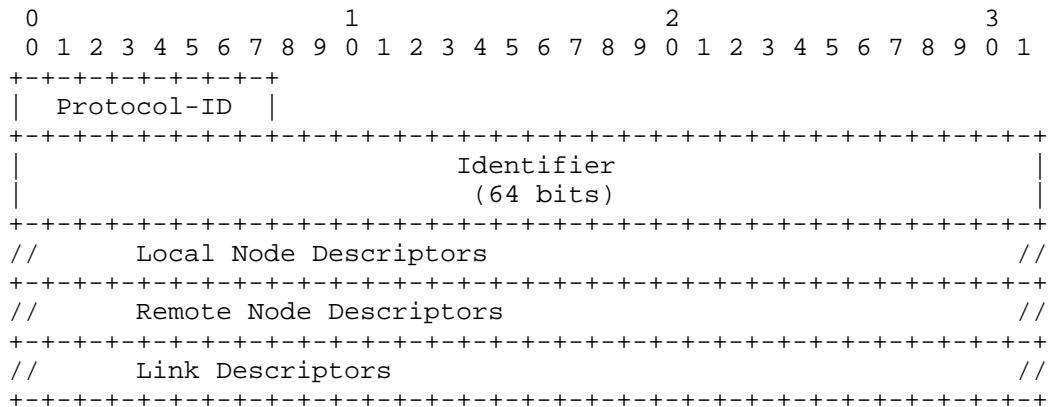 0                   1                   2                   3
 0 1 2 3 4 5 6 7 8 9 0 1 2 3 4 5 6 7 8 9 0 1 2 3 4 5 6 7 8 9 0 1
+-+-+-+-+-+-+-+-+
|  Protocol-ID  |
+-+-+-+-+-+-+-+-+-+-+-+-+-+-+-+-+-+-+-+-+-+-+-+-+-+-+-+-+-+-+-+-+
|                           Identifier                          |
|                            (64 bits)                          |
+-+-+-+-+-+-+-+-+-+-+-+-+-+-+-+-+-+-+-+-+-+-+-+-+-+-+-+-+-+-+-+-+
//      Local Node Descriptors                                 //
+-+-+-+-+-+-+-+-+-+-+-+-+-+-+-+-+-+-+-+-+-+-+-+-+-+-+-+-+-+-+-+-+
//      Remote Node Descriptors                                //
+-+-+-+-+-+-+-+-+-+-+-+-+-+-+-+-+-+-+-+-+-+-+-+-+-+-+-+-+-+-+-+-+
//      Link Descriptors                                       //
+-+-+-+-+-+-+-+-+-+-+-+-+-+-+-+-+-+-+-+-+-+-+-+-+-+-+-+-+-+-+-+-+